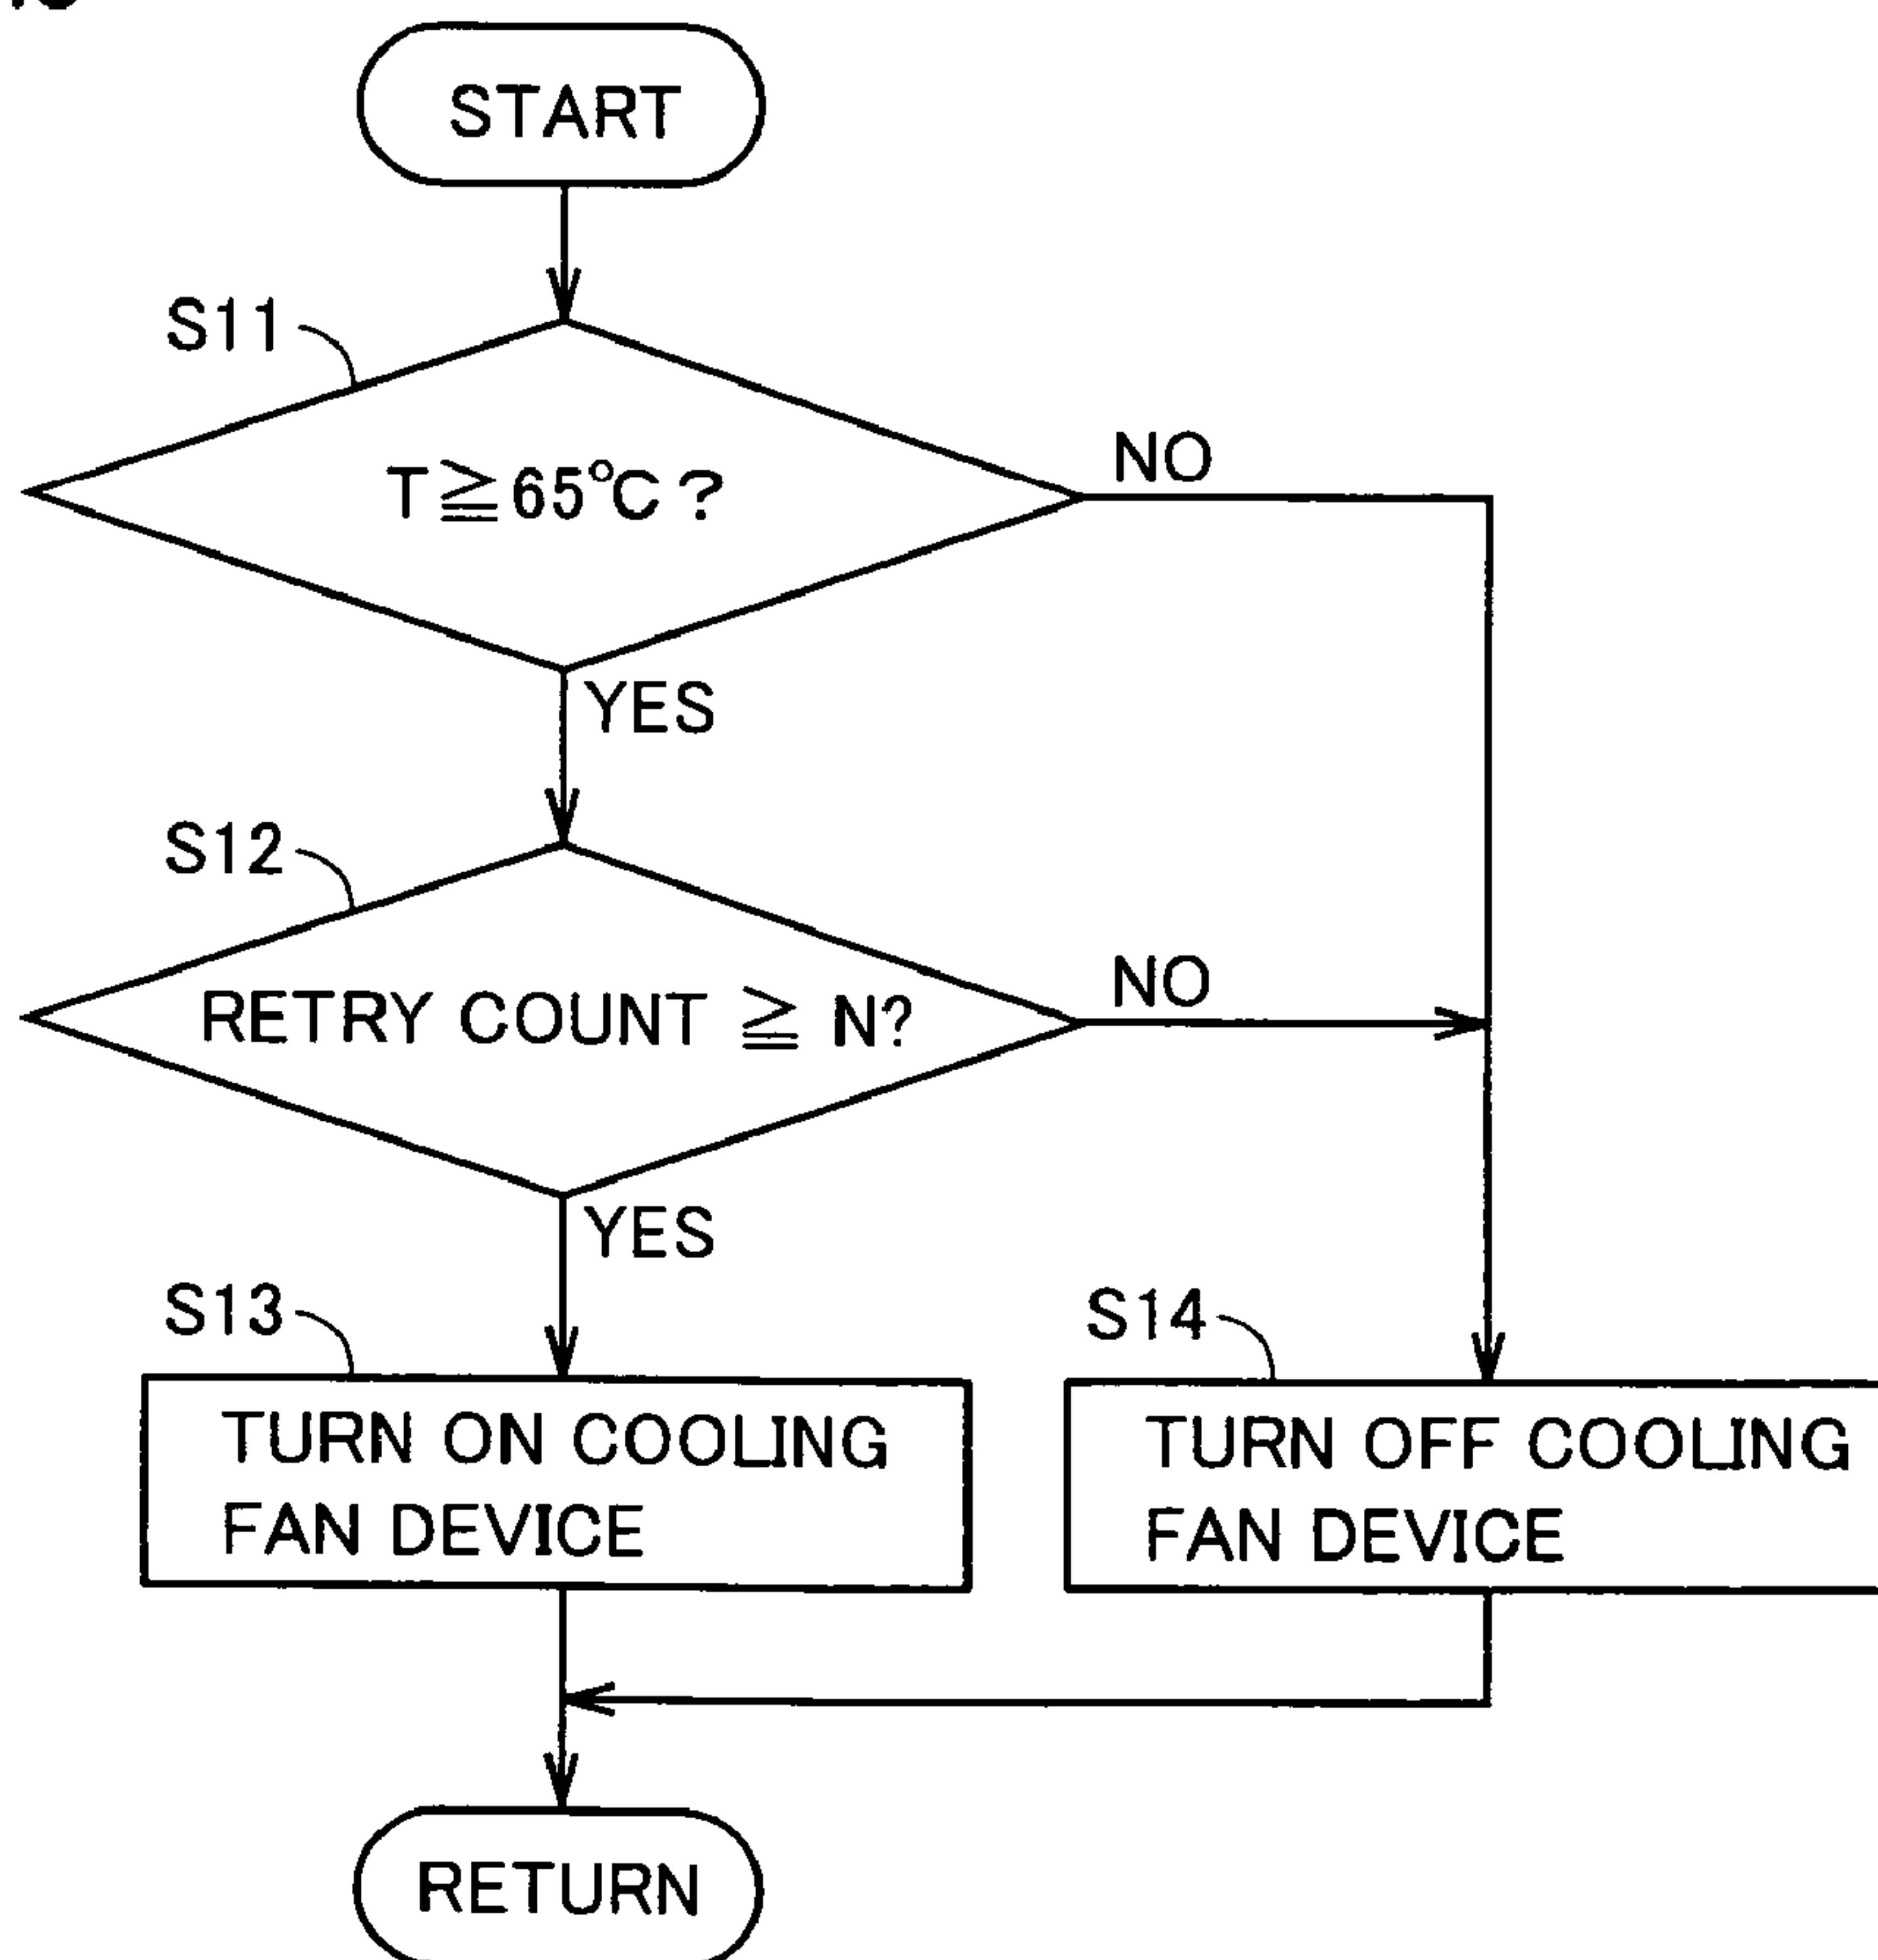 START
S11
T≧65℃?
NO
YES
S12
RETRY COUNT ≧ N?
NO
YES
S13
TURN ON COOLING
FAN DEVICE
S14
TURN OFF COOLING
FAN DEVICE
RETURN